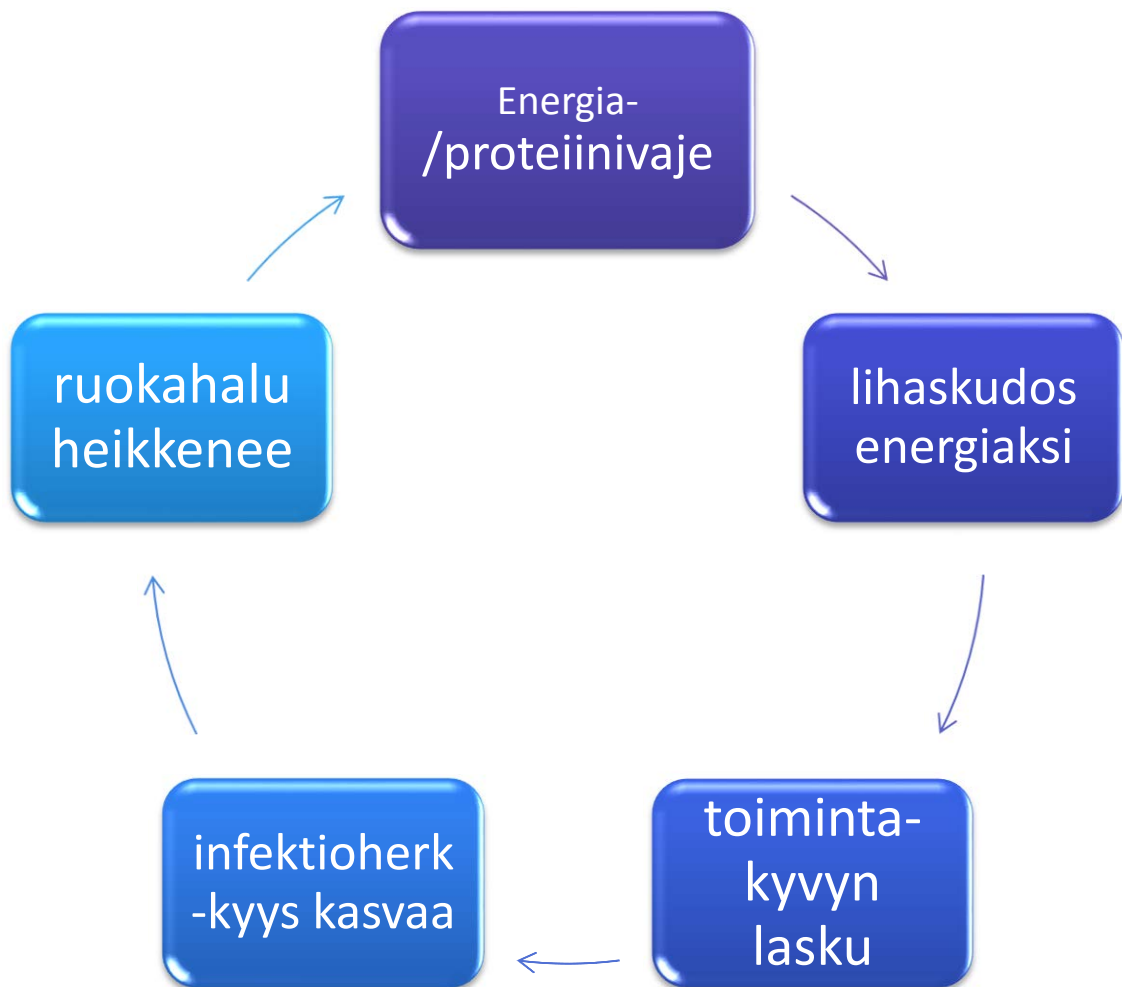 Energia-
/proteiinivaje
lihaskudos
energiaksi
toiminta-
kyvyn
lasku
infektioherk
-kyys kasvaa
ruokahalu
heikkenee